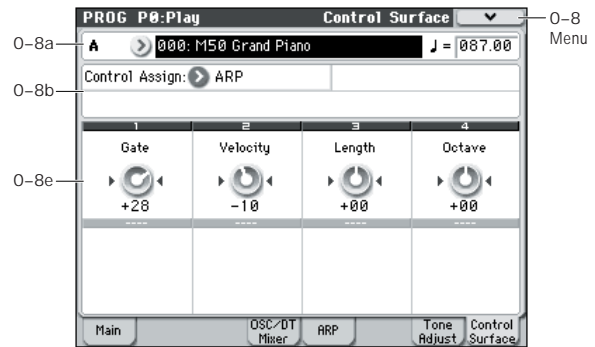 PROG P0:Play Control Surface
0–8
Menu
0–8a
A 000: M50 Grand Piano ♩= 087.00
0–8b
Control Assign: ARP
1 2 3 4
Gate Velocity Length Octave
0–8e
+28 -10 +00 +00
---- ---- ---- ----
Main OSC/DT Mixer ARP Tone Adjust Control Surface